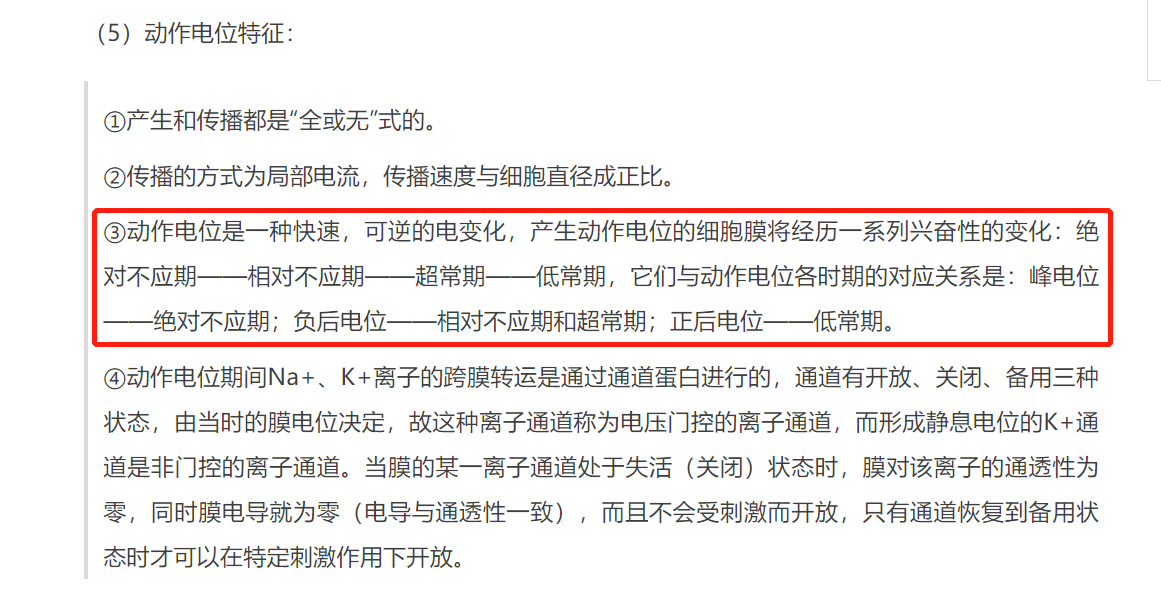 （5）动作电位特征：
①产生和传播都是“全或无”式的。
②传播的方式为局部电流，传播速度与细胞直径成正比。
③动作电位是一种快速，可逆的电变化，产生动作电位的细胞膜将经历一系列兴奋性的变化：绝
对不应期——相对不应期——超常期——低常期，它们与动作电位各时期的对应关系是：峰电位
——绝对不应期；负后电位——相对不应期和超常期；正后电位——低常期。
④动作电位期间Na+、K+离子的跨膜转运是通过通道蛋白进行的，通道有开放、关闭、备用三种
状态，由当时的膜电位决定，故这种离子通道称为电压门控的离子通道，而形成静息电位的K+通
道是非门控的离子通道。当膜的某一离子通道处于失活（关闭）状态时，膜对该离子的通透性为
零，同时膜电导就为零（电导与通透性一致），而且不会受刺激而开放，只有通道恢复到备用状
态时才可以在特定刺激作用下开放。